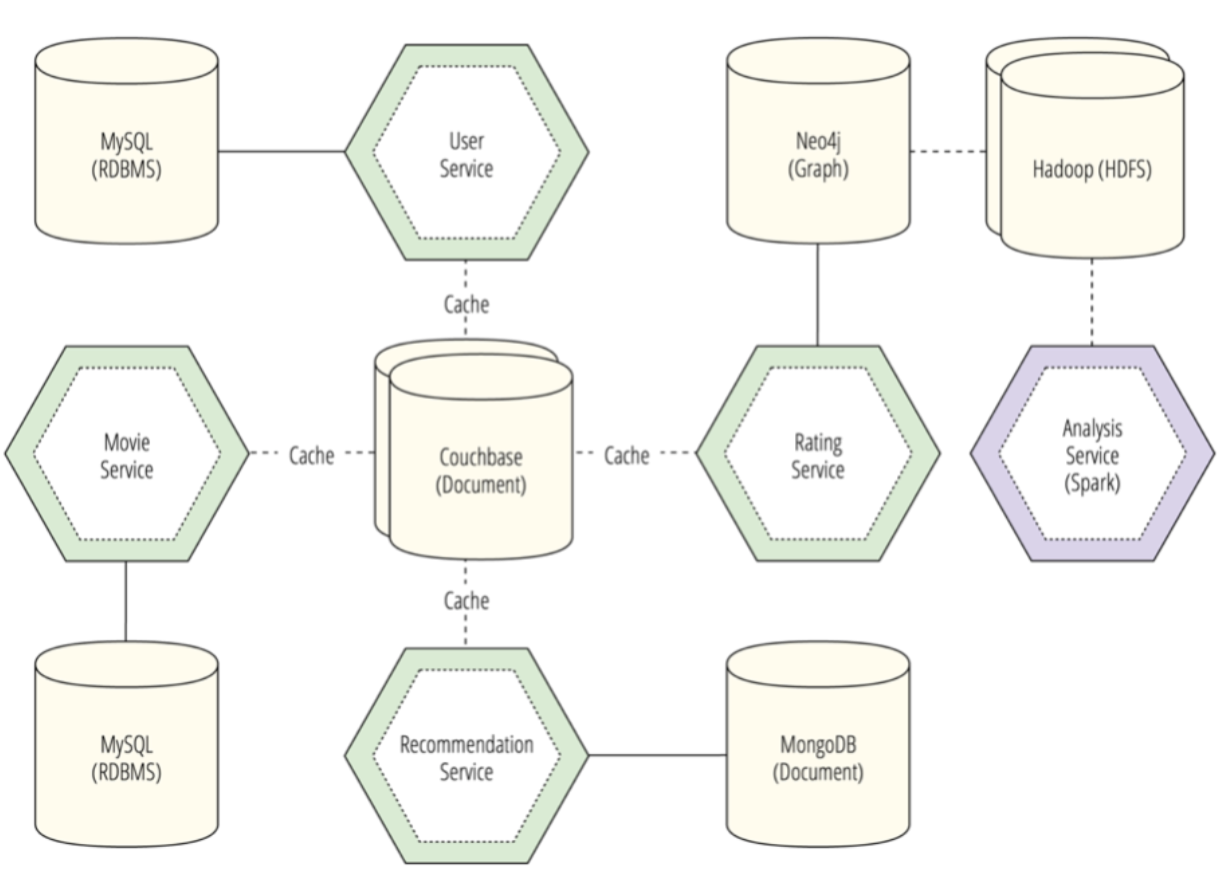 MySQL
(RDBMS)
User
Service
Neo4j
(Graph)
Hadoop (HDFS)
Cache
Movie
Service
Cache
Couchbase
(Document)
Cache
Rating
Service
Analysis
Service
(Spark)
Cache
MySQL
(RDBMS)
Recommendation
Service
MongoDB
(Document)